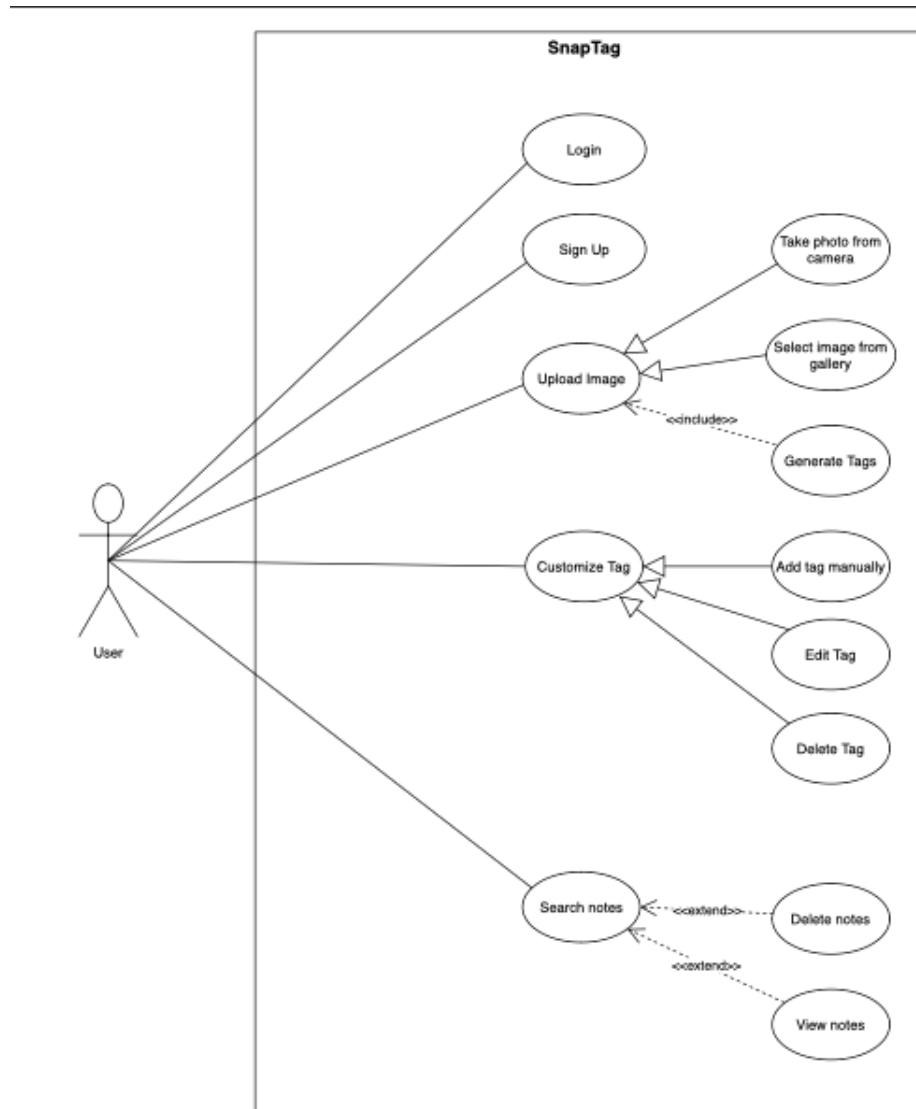 SnapTag
Login
Sign Up
Take photo from
camera
Select image from
gallery
Upload Image
<<include>>
Generate Tags
Customize Tag
Add tag manually
Edit Tag
User
Delete Tag
Search notes
<<extend>>
Delete notes
<<extend>>
View notes